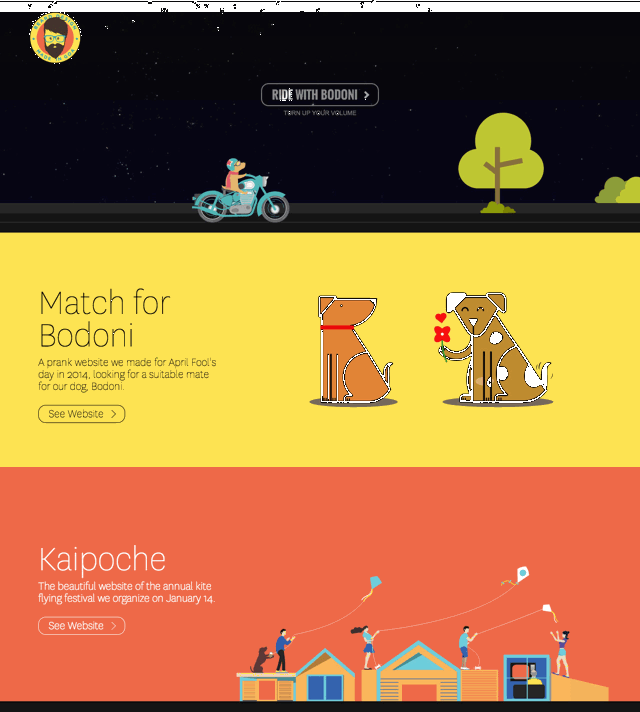 RIDE WITH BODONI
TURN UP YOUR VOLUME
Match for
Bodoni
A prank website we made for April Fool's
day in 2014, looking for a suitable mate
for our dog, Bodoni.
See Website
Kaipoche
The beautiful website of the annual kite
flying festival we organize on January 14.
See Website